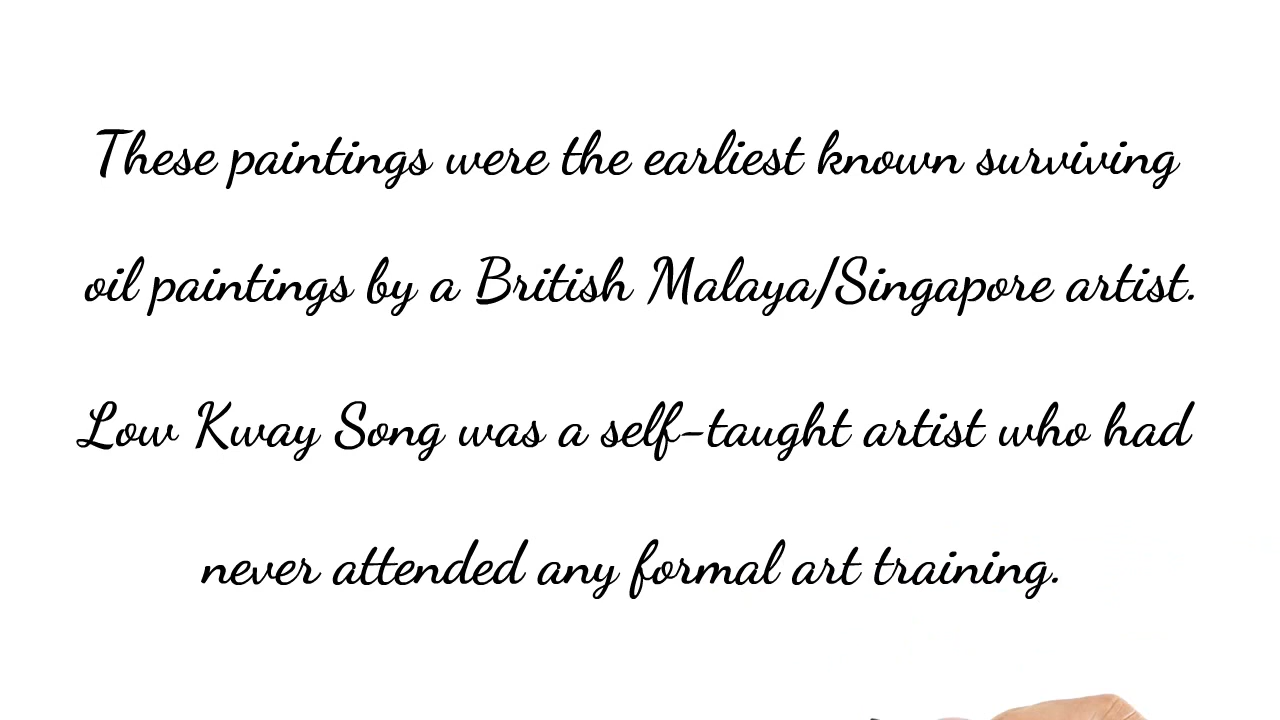 These paintings were the earliest known surviving
oil paintings by a British Malaya/Singapore artist.
Low Kway Song was a self-taught artist who had
never attended any formal art training.